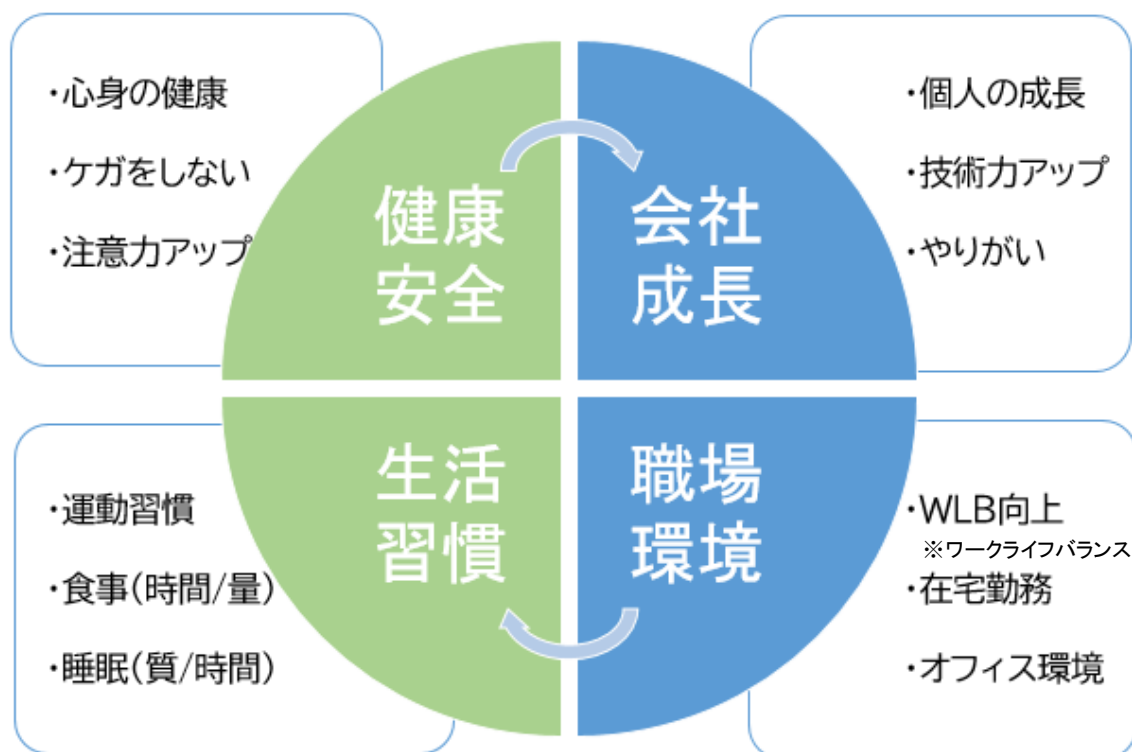 ・心身の健康
・ケガをしない
・注意力アップ
健康
安全
会社
成長
・個人の成長
・技術力アップ
・やりがい
・運動習慣
・食事(時間/量)
・睡眠(質/時間)
生活
習慣
職場
環境
・WLB向上
※ワークライフバランス
・在宅勤務
・オフィス環境